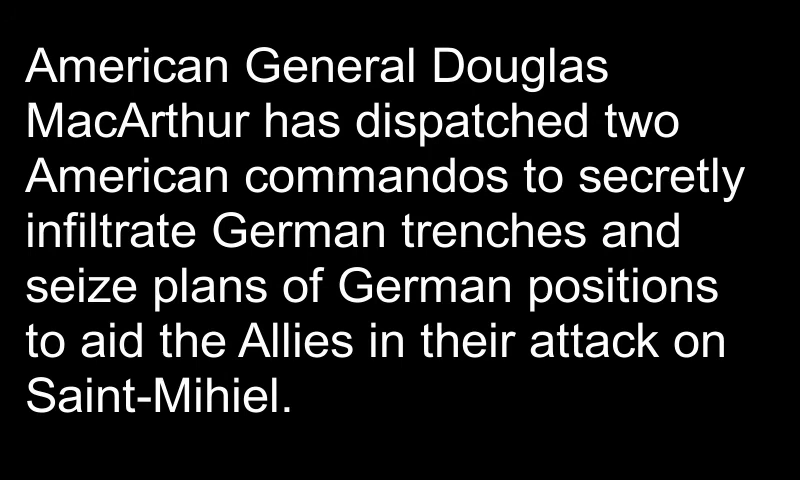 American General Douglas
MacArthur has dispatched two
American commandos to secretly
infiltrate German trenches and
seize plans of German positions
to aid the Allies in their attack on
Saint-Mihiel.